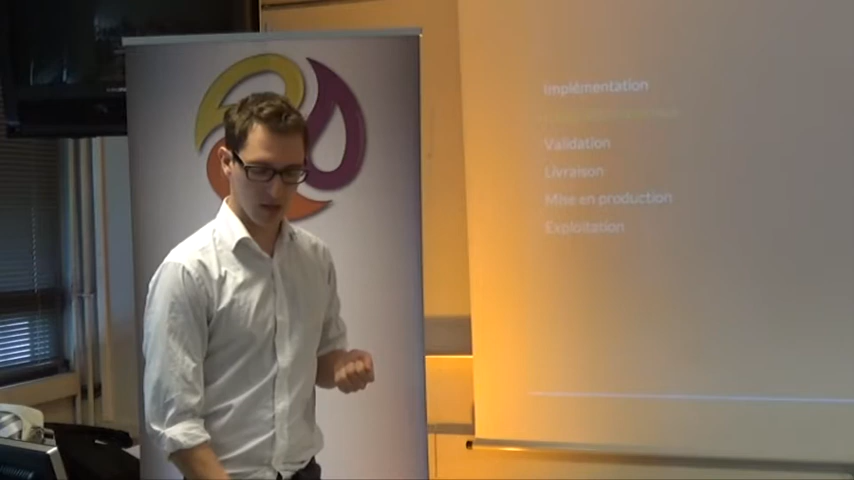 Implémentation
Validation
Livraison
Mise en production
Exploitation